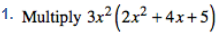 1. Multiply 3x² (2x² + 4x + 5)